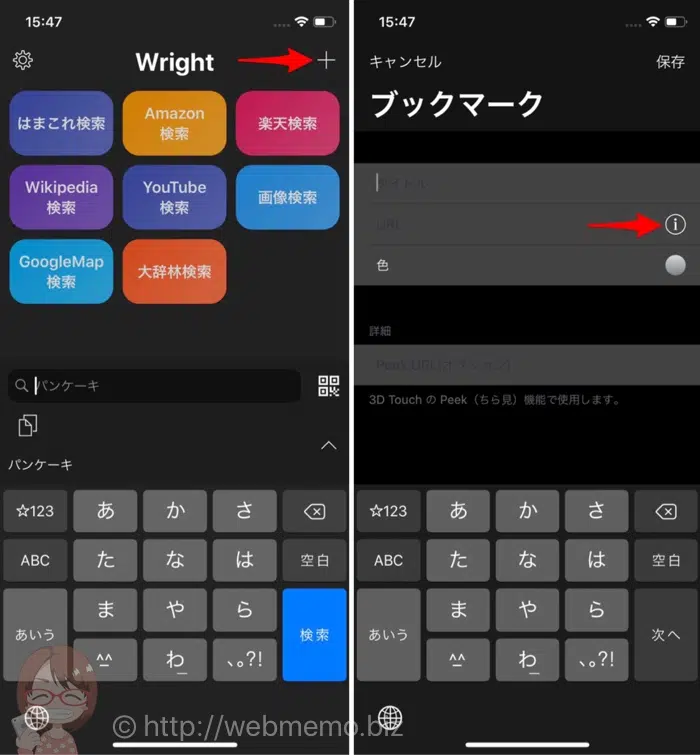 15:47
Wright
はまこれ検索
Amazon
検索
楽天検索
Wikipedia
検索
YouTube
検索
画像検索
GoogleMap
検索
大辞林検索
パンケーキ
パンケーキ
☆123
あ
か
さ
ABC
た
な
は
空白
あいう
ま
や
ら
検索
^^
わ
､｡?!
15:47
キャンセル
保存
ブックマーク
タイトル
URL
色
詳細
Peek URL(オプション)
3D Touch の Peek（ちら見）機能で使用します。
☆123
あ
か
さ
ABC
た
な
は
空白
あいう
ま
や
ら
次へ
^^
わ
､｡?!
© http://webmemo.biz